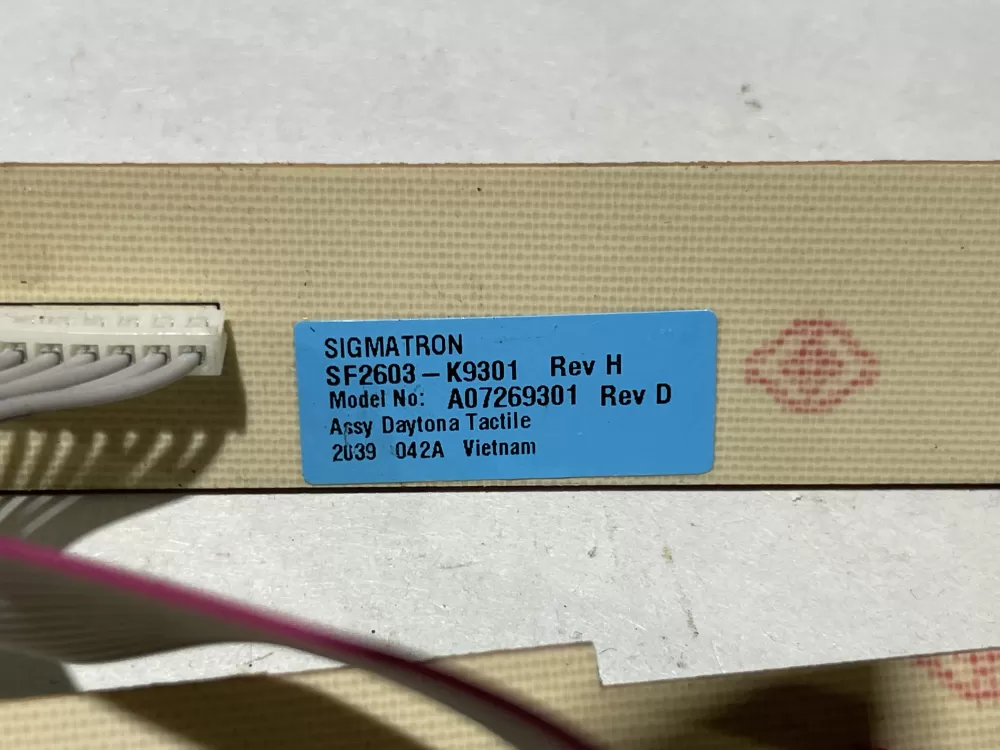 SIGMATRON
SF2603-K9301 Rev H
Model No: A07269301 Rev D
Assy Daytona Tactile
2039 042A Vietnam